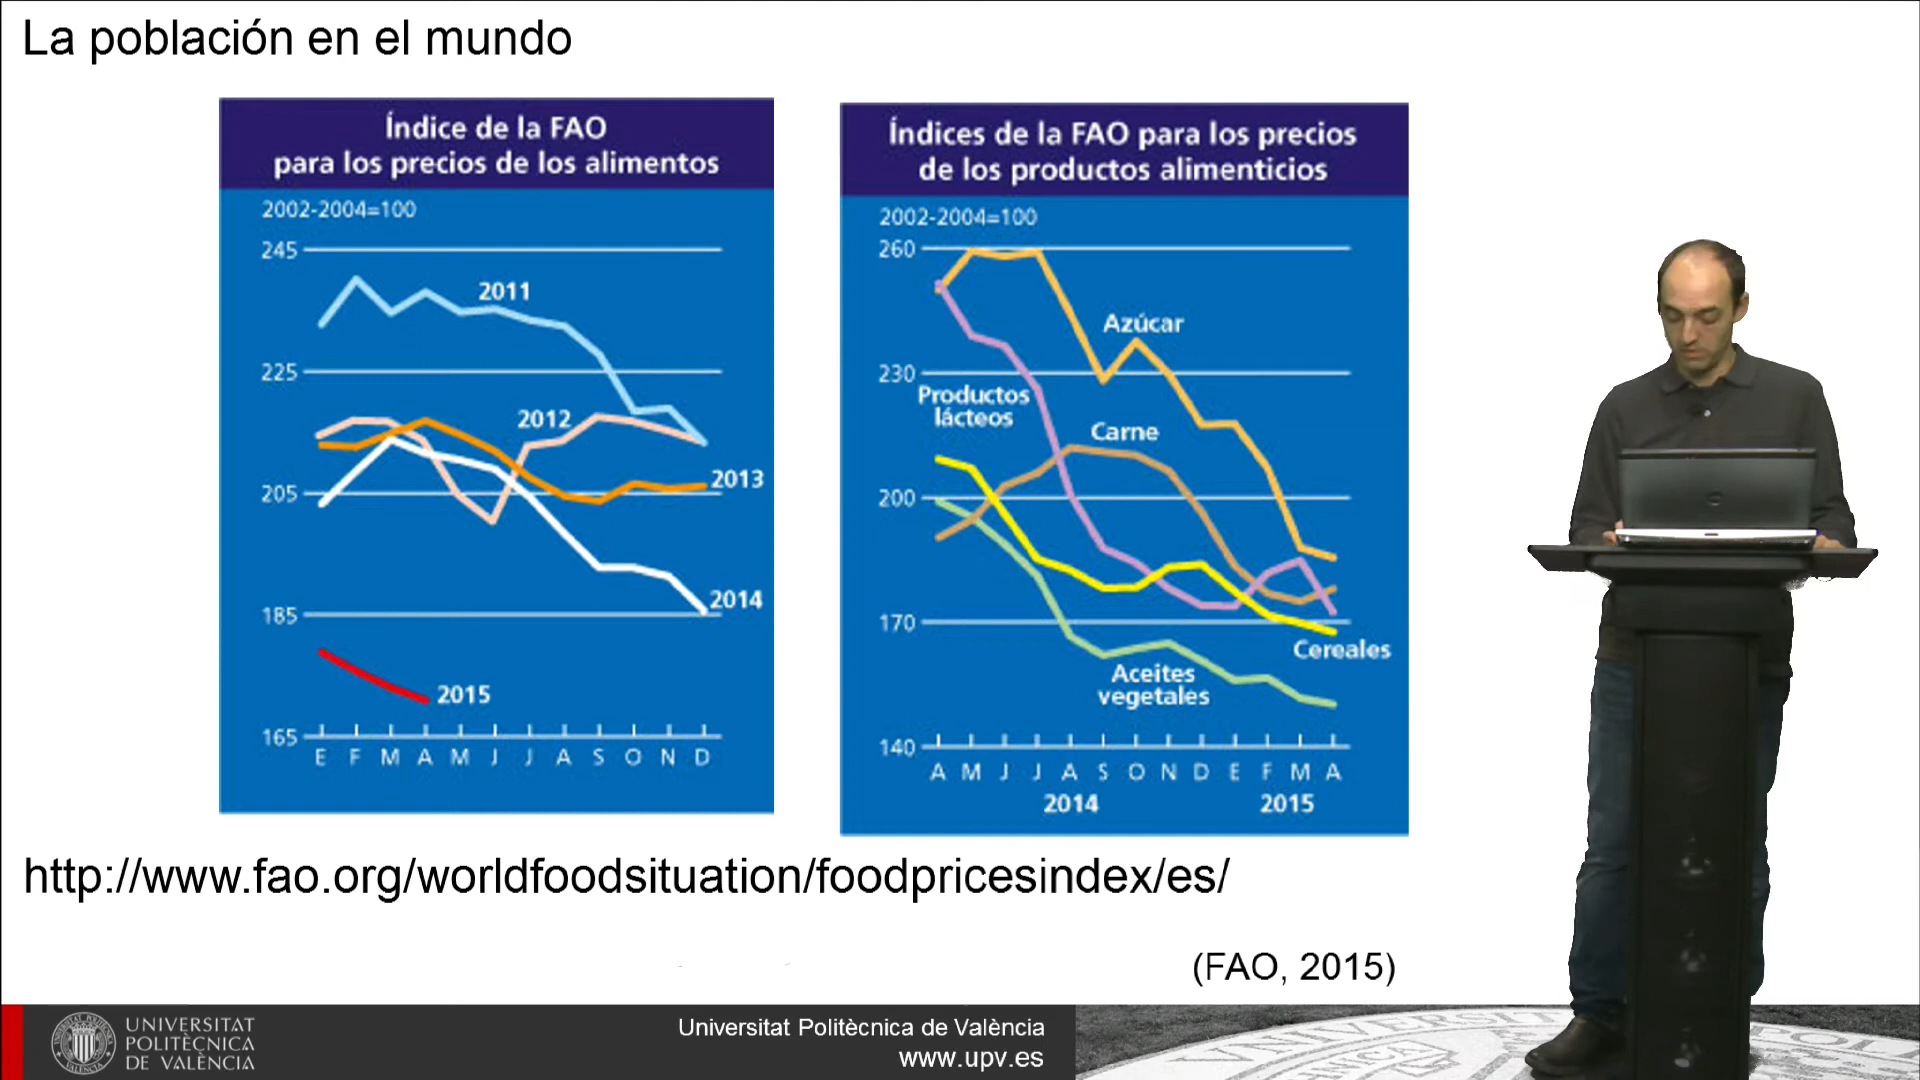 La población en el mundo
Índice de la FAO
para los precios de los alimentos
2002-2004=100
245
225
205
185
165
2011
2012
2013
2014
2015
E F M A M J J A S O N D
Índices de la FAO para los precios
de los productos alimenticios
2002-2004=100
260
230
200
170
140
Azúcar
Productos
lácteos
Carne
Cereales
Aceites
vegetales
A M J J A S O N D E F M A
2014 2015
http://www.fao.org/worldfoodsituation/foodpricesindex/es/
(FAO, 2015)
UNIVERSITAT
POLITÈCNICA
DE VALÈNCIA
Universitat Politècnica de València
www.upv.es